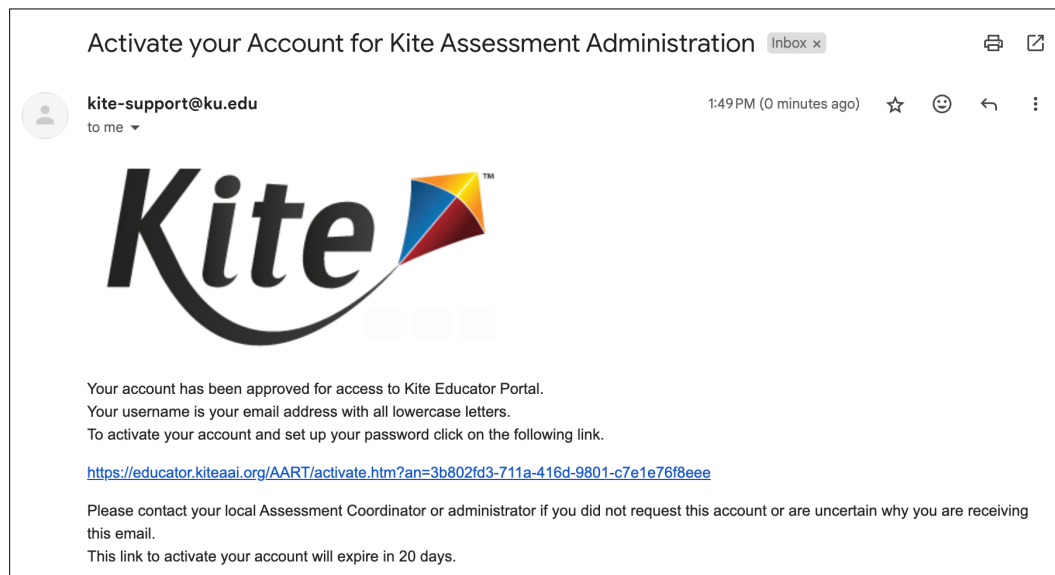 Activate your Account for Kite Assessment Administration Inbox ×
kite-support@ku.edu 1:49 PM (0 minutes ago)
to me
Kite ™
Your account has been approved for access to Kite Educator Portal.
Your username is your email address with all lowercase letters.
To activate your account and set up your password click on the following link.
https://educator.kiteaai.org/AART/activate.htm?an=3b802fd3-711a-416d-9801-c7e1e76f8eee
Please contact your local Assessment Coordinator or administrator if you did not request this account or are uncertain why you are receiving
this email.
This link to activate your account will expire in 20 days.